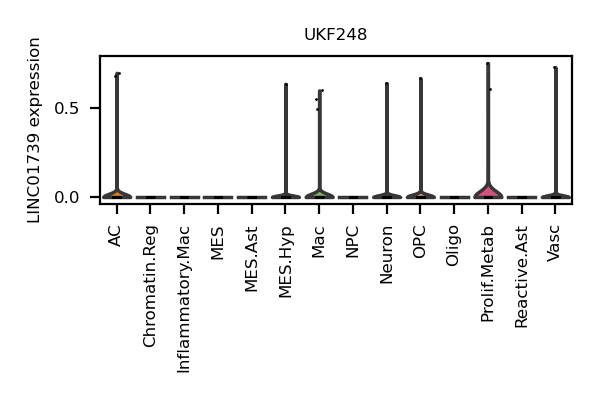 UKF248
LINC01739 expression
0.5
0.0
AC
Chromatin.Reg
Inflammatory.Mac
MES
MES.Ast
MES.Hyp
Mac
NPC
Neuron
OPC
Oligo
Prolif.Metab
Reactive.Ast
Vasc